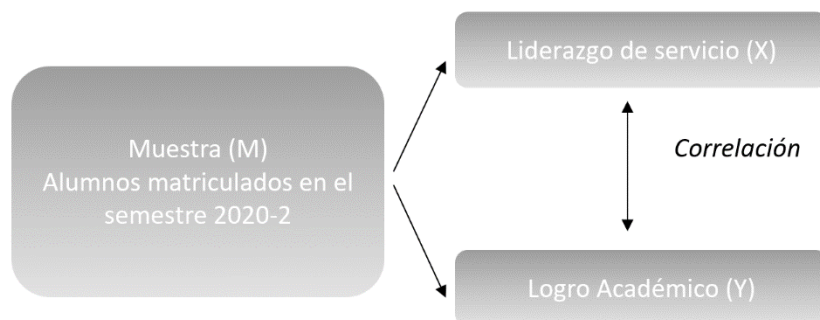 Liderazgo de servicio (X)
Muestra (M)
Alumnos matriculados en el
semestre 2020-2
Correlación
Logro Académico (Y)